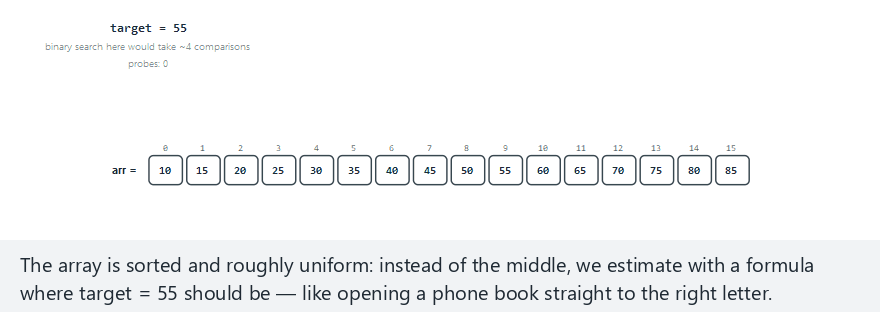 target = 55
binary search here would take ~4 comparisons
probes: 0
0 1 2 3 4 5 6 7 8 9 10 11 12 13 14 15
arr = 10 15 20 25 30 35 40 45 50 55 60 65 70 75 80 85
The array is sorted and roughly uniform: instead of the middle, we estimate with a formula
where target = 55 should be — like opening a phone book straight to the right letter.